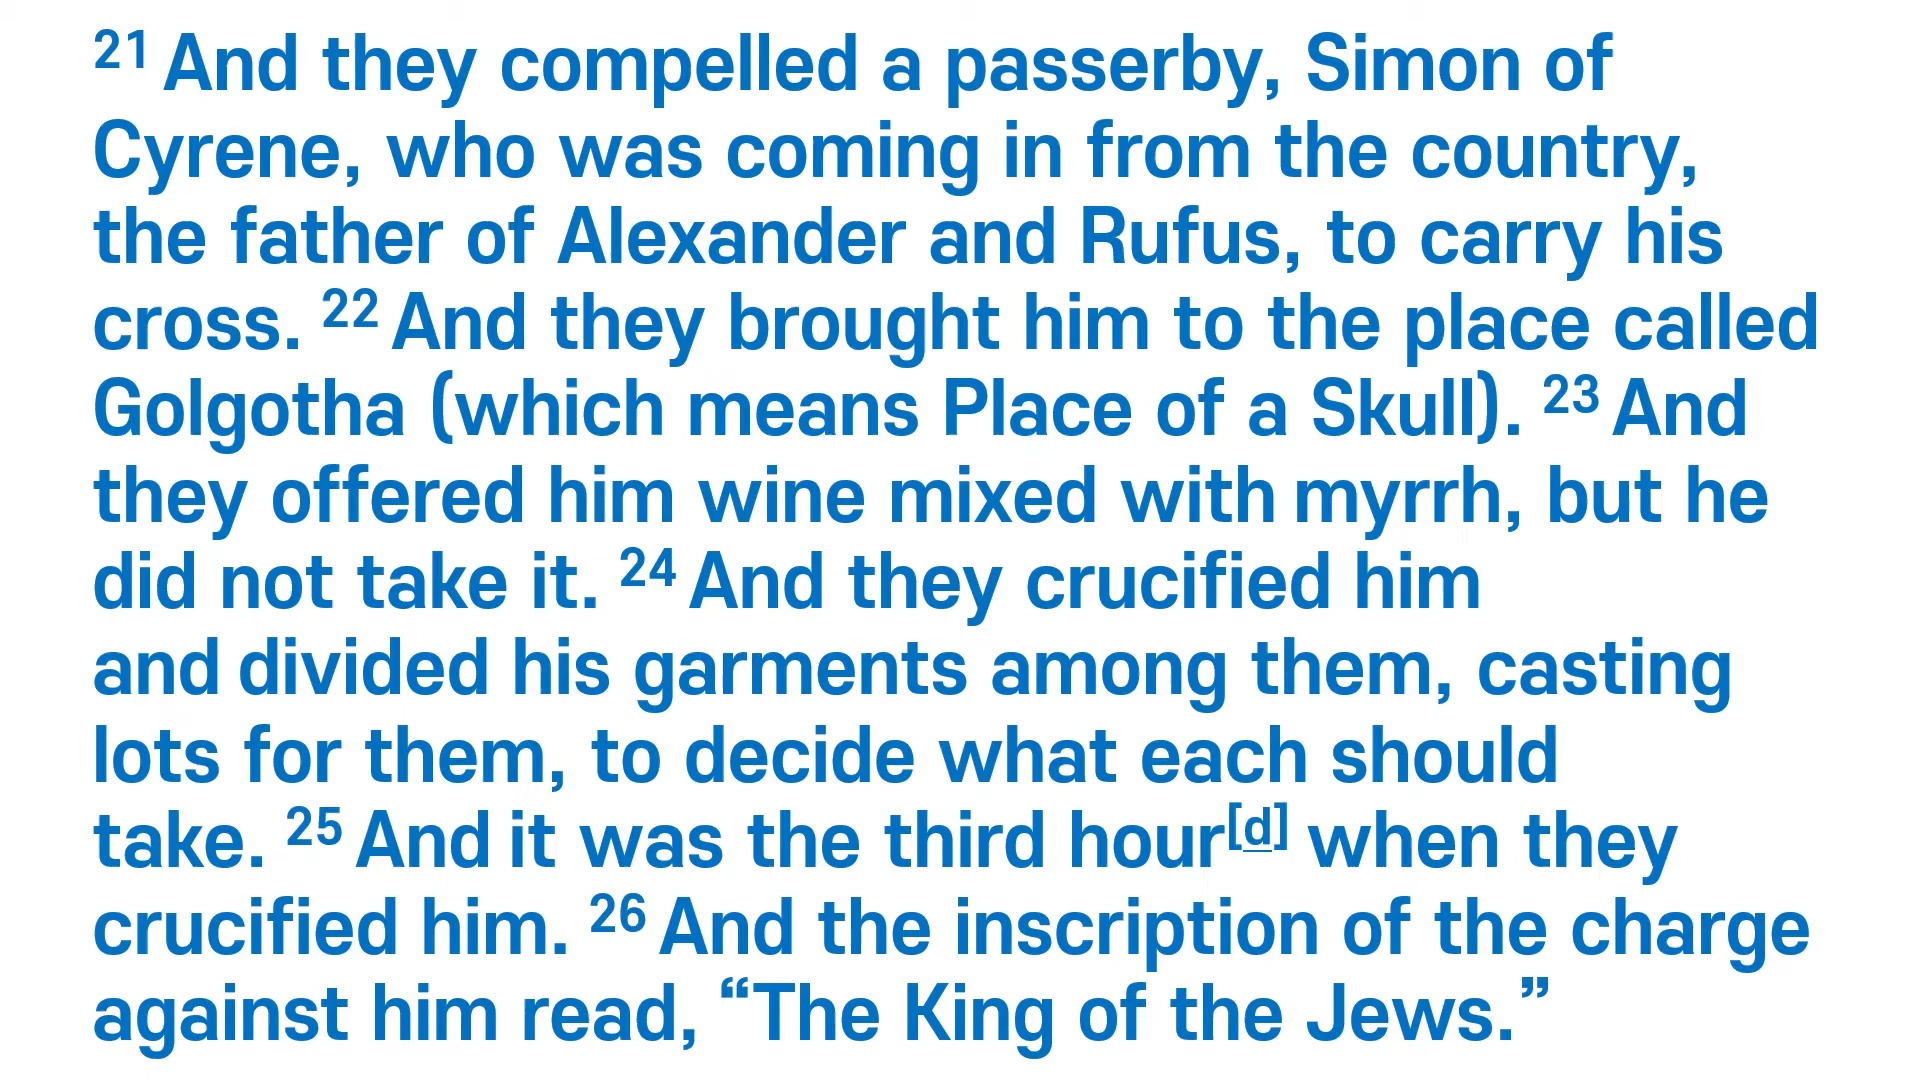 21 And they compelled a passerby, Simon of
Cyrene, who was coming in from the country,
the father of Alexander and Rufus, to carry his
cross. 22 And they brought him to the place called
Golgotha (which means Place of a Skull). 23 And
they offered him wine mixed with myrrh, but he
did not take it. 24 And they crucified him
and divided his garments among them, casting
lots for them, to decide what each should
take. 25 And it was the third hour[d] when they
crucified him. 26 And the inscription of the charge
against him read, “The King of the Jews.”